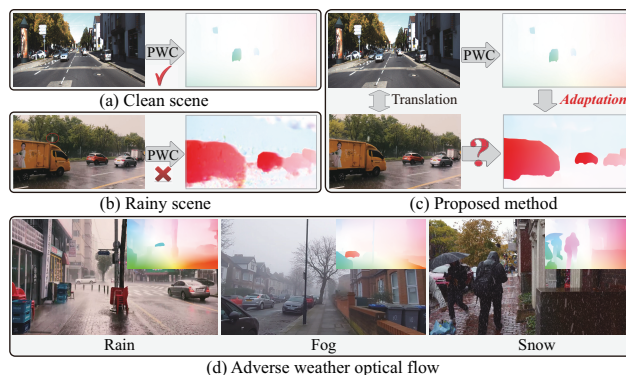 PWC
(a) Clean scene
PWC
(b) Rainy scene
PWC
Translation
Adaptation
?
(c) Proposed method
Rain
Fog
Snow
(d) Adverse weather optical flow